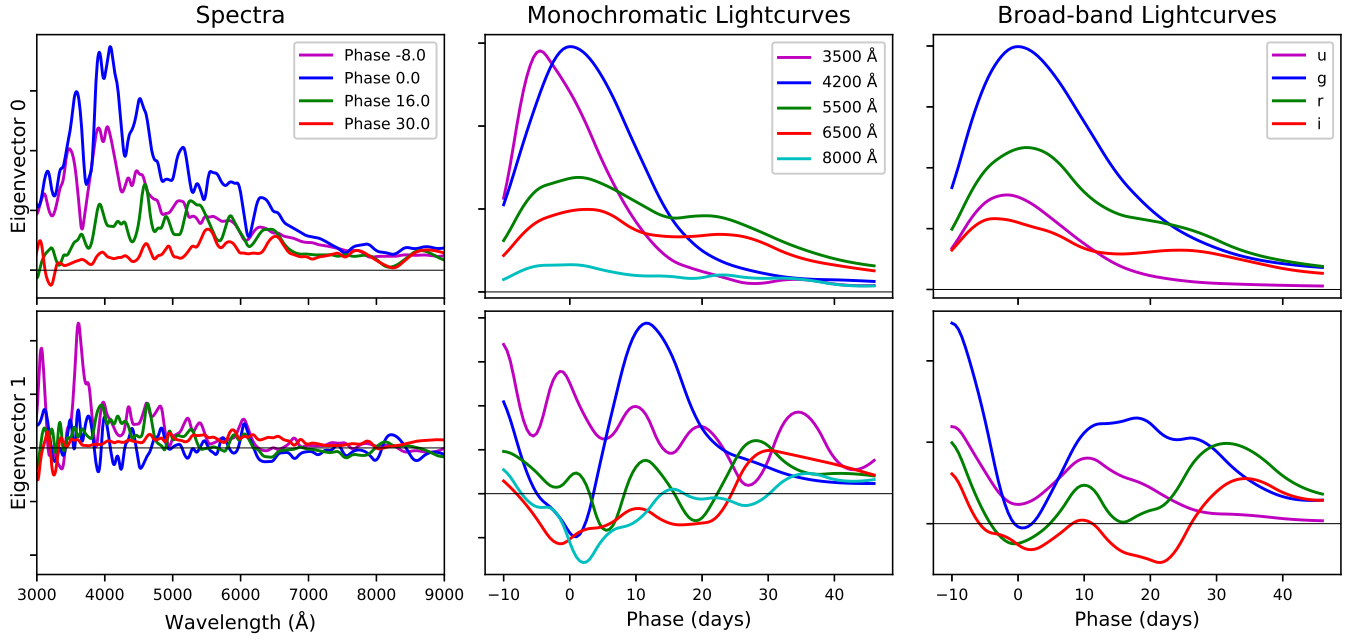 Spectra
Monochromatic Lightcurves
Broad-band Lightcurves
Eigenvector 0
Phase -8.0
Phase 0.0
Phase 16.0
Phase 30.0
3500 Å
4200 Å
5500 Å
6500 Å
8000 Å
u
g
r
i
Eigenvector 1
3000 4000 5000 6000 7000 8000 9000
−10 0 10 20 30 40
−10 0 10 20 30 40
Wavelength (Å)
Phase (days)
Phase (days)